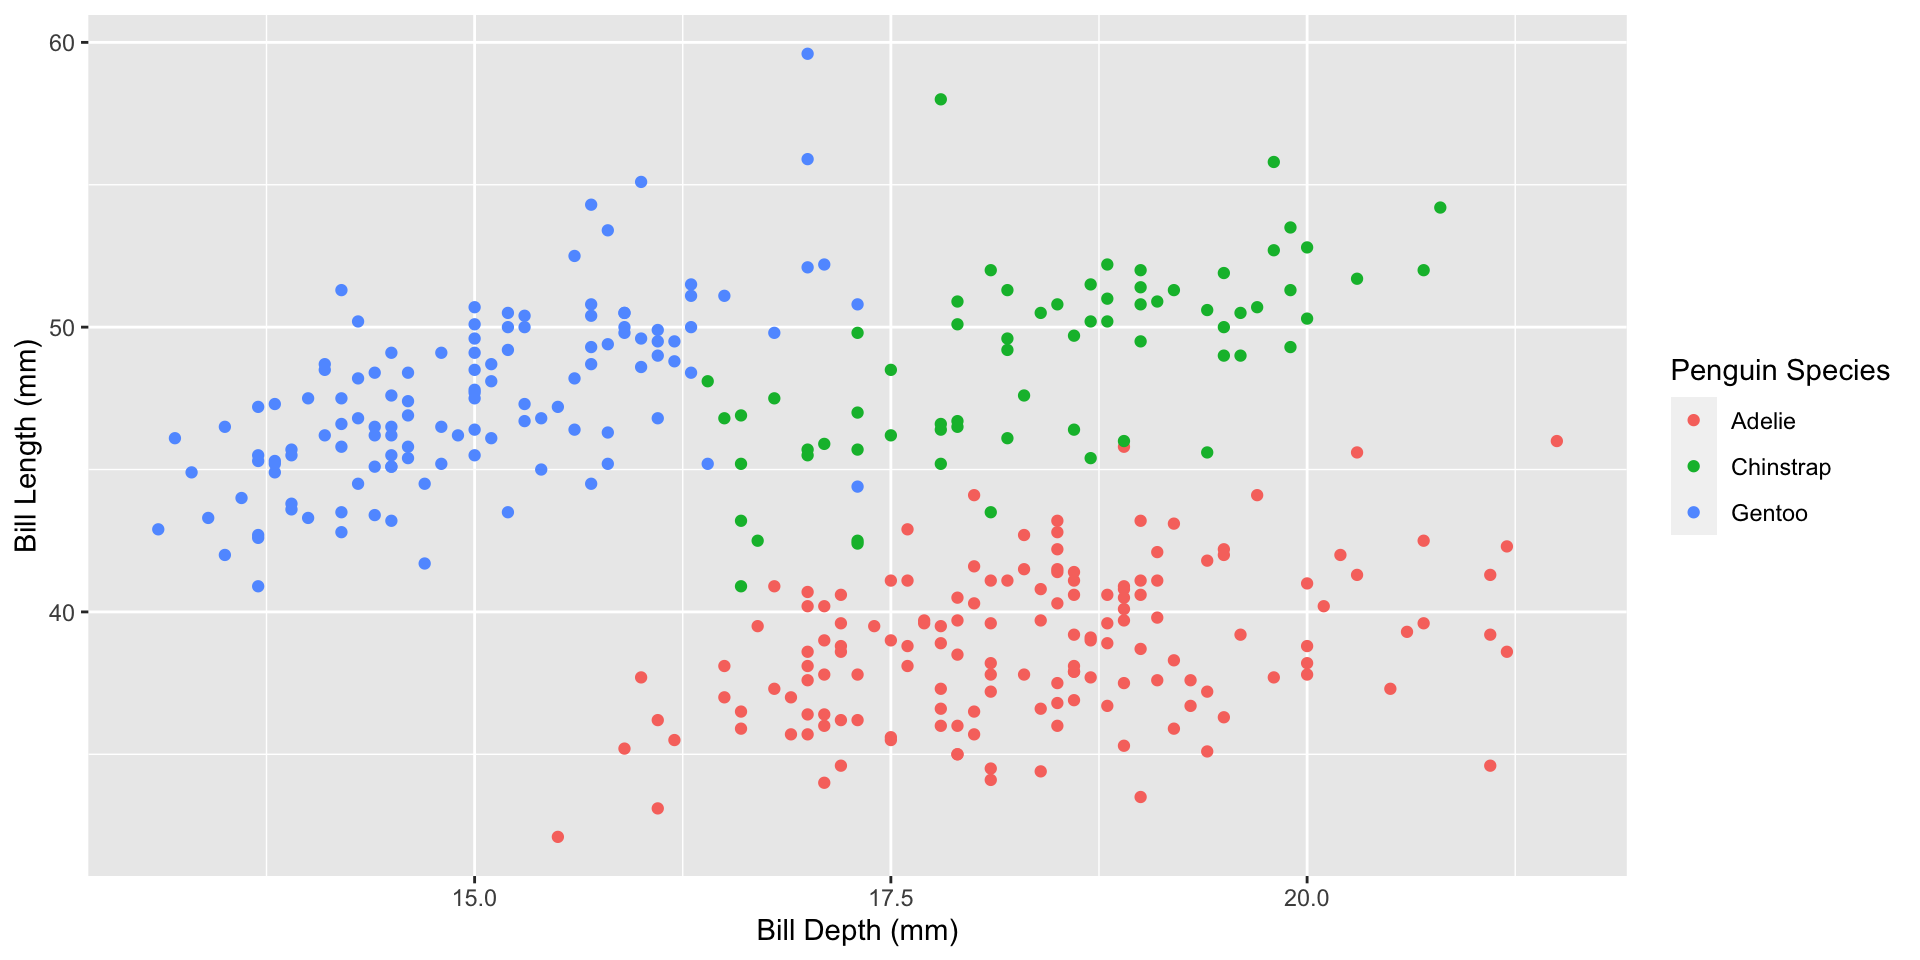 60
50
40
Bill Length (mm)
15.0
17.5
20.0
Bill Depth (mm)
Penguin Species
Adelie
Chinstrap
Gentoo